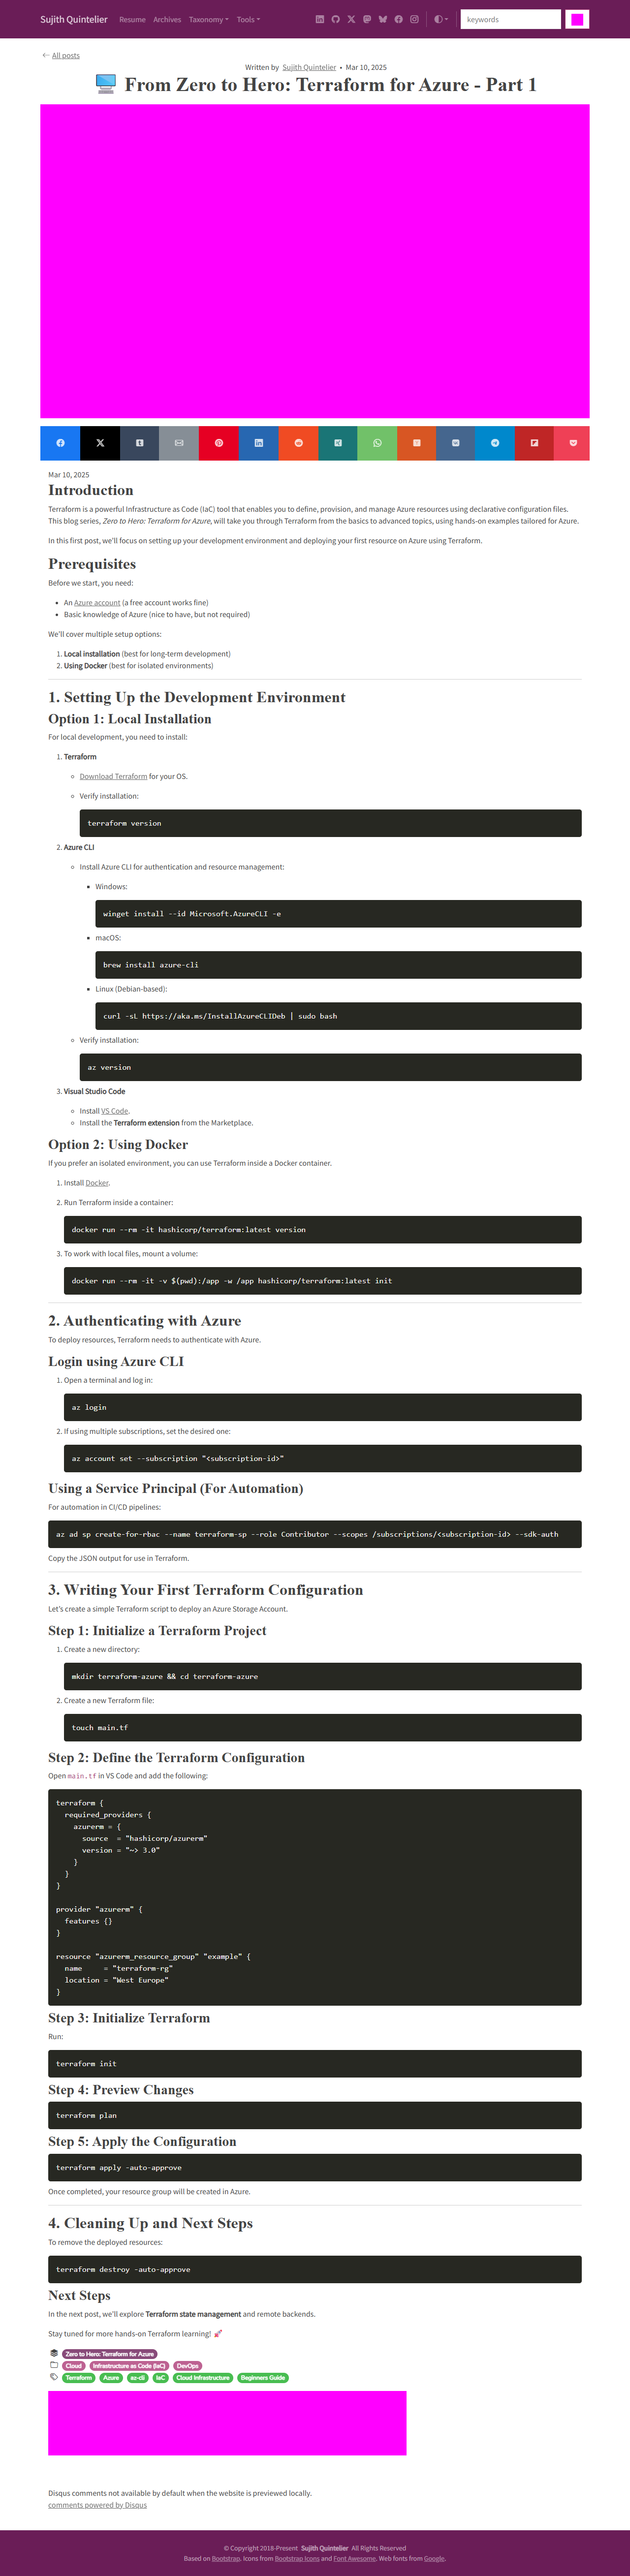 Sujith Quintelier Resume Archives Taxonomy Tools keywords
← All posts
Written by Sujith Quintelier • Mar 10, 2025
🖥️ From Zero to Hero: Terraform for Azure - Part 1
Mar 10, 2025
Introduction
Terraform is a powerful Infrastructure as Code (IaC) tool that enables you to define, provision, and manage Azure resources using declarative configuration files.
This blog series, Zero to Hero: Terraform for Azure, will take you through Terraform from the basics to advanced topics, using hands-on examples tailored for Azure.
In this first post, we'll focus on setting up your development environment and deploying your first resource on Azure using Terraform.
Prerequisites
Before we start, you need:
• An Azure account (a free account works fine)
• Basic knowledge of Azure (nice to have, but not required)
We'll cover multiple setup options:
1. Local installation (best for long-term development)
2. Using Docker (best for isolated environments)
1. Setting Up the Development Environment
Option 1: Local Installation
For local development, you need to install:
1. Terraform
◦ Download Terraform for your OS.
◦ Verify installation:
terraform version
2. Azure CLI
◦ Install Azure CLI for authentication and resource management:
▪ Windows:
winget install --id Microsoft.AzureCLI -e
▪ macOS:
brew install azure-cli
▪ Linux (Debian-based):
curl -sL https://aka.ms/InstallAzureCLIDeb | sudo bash
◦ Verify installation:
az version
3. Visual Studio Code
◦ Install VS Code.
◦ Install the Terraform extension from the Marketplace.
Option 2: Using Docker
If you prefer an isolated environment, you can use Terraform inside a Docker container.
1. Install Docker.
2. Run Terraform inside a container:
docker run --rm -it hashicorp/terraform:latest version
3. To work with local files, mount a volume:
docker run --rm -it -v $(pwd):/app -w /app hashicorp/terraform:latest init
2. Authenticating with Azure
To deploy resources, Terraform needs to authenticate with Azure.
Login using Azure CLI
1. Open a terminal and log in:
az login
2. If using multiple subscriptions, set the desired one:
az account set --subscription "<subscription-id>"
Using a Service Principal (For Automation)
For automation in CI/CD pipelines:
az ad sp create-for-rbac --name terraform-sp --role Contributor --scopes /subscriptions/<subscription-id> --sdk-auth
Copy the JSON output for use in Terraform.
3. Writing Your First Terraform Configuration
Let's create a simple Terraform script to deploy an Azure Storage Account.
Step 1: Initialize a Terraform Project
1. Create a new directory:
mkdir terraform-azure && cd terraform-azure
2. Create a new Terraform file:
touch main.tf
Step 2: Define the Terraform Configuration
Open main.tf in VS Code and add the following:
terraform {
  required_providers {
    azurerm = {
      source  = "hashicorp/azurerm"
      version = "~> 3.0"
    }
  }
}
provider "azurerm" {
  features {}
}
resource "azurerm_resource_group" "example" {
  name     = "terraform-rg"
  location = "West Europe"
}
Step 3: Initialize Terraform
Run:
terraform init
Step 4: Preview Changes
terraform plan
Step 5: Apply the Configuration
terraform apply -auto-approve
Once completed, your resource group will be created in Azure.
4. Cleaning Up and Next Steps
To remove the deployed resources:
terraform destroy -auto-approve
Next Steps
In the next post, we'll explore Terraform state management and remote backends.
Stay tuned for more hands-on Terraform learning! 🚀
Zero to Hero: Terraform for Azure
Cloud Infrastructure as Code (IaC) DevOps
Terraform Azure az-cli IaC Cloud Infrastructure Beginners Guide
Disqus comments not available by default when the website is previewed locally.
comments powered by Disqus
© Copyright 2018-Present Sujith Quintelier All Rights Reserved
Based on Bootstrap. Icons from Bootstrap Icons and Font Awesome. Web fonts from Google.